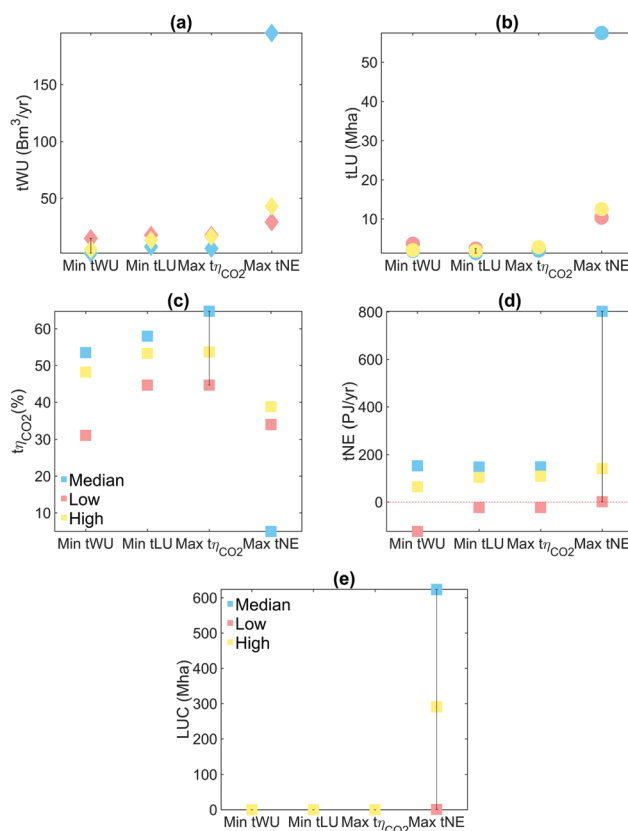 (a)
tWU (Bm³/yr)
150
100
50
Min tWU Min tLU Max tηCO2 Max tNE
(b)
tLU (Mha)
50
40
30
20
10
Min tWU Min tLU Max tηCO2 Max tNE
(c)
tηCO2(%)
60
50
40
30
20
10
Median
Low
High
Min tWU Min tLU Max tηCO2 Max tNE
(d)
tNE (PJ/yr)
800
600
400
200
0
Min tWU Min tLU Max tηCO2 Max tNE
(e)
LUC (Mha)
600
500
400
300
200
100
0
Median
Low
High
Min tWU Min tLU Max tηCO2 Max tNE